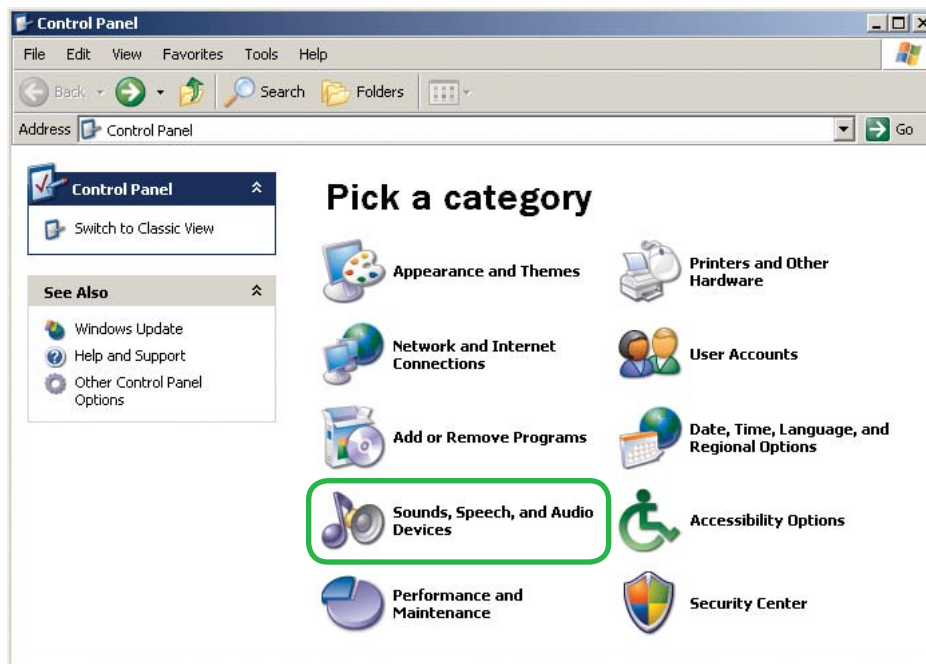 Control Panel
File Edit View Favorites Tools Help
Back Search Folders
Address Control Panel Go
Control Panel
Switch to Classic View
See Also
Windows Update
Help and Support
Other Control Panel
Options
Pick a category
Appearance and Themes
Printers and Other
Hardware
Network and Internet
Connections
User Accounts
Add or Remove Programs
Date, Time, Language, and
Regional Options
Sounds, Speech, and Audio
Devices
Accessibility Options
Performance and
Maintenance
Security Center